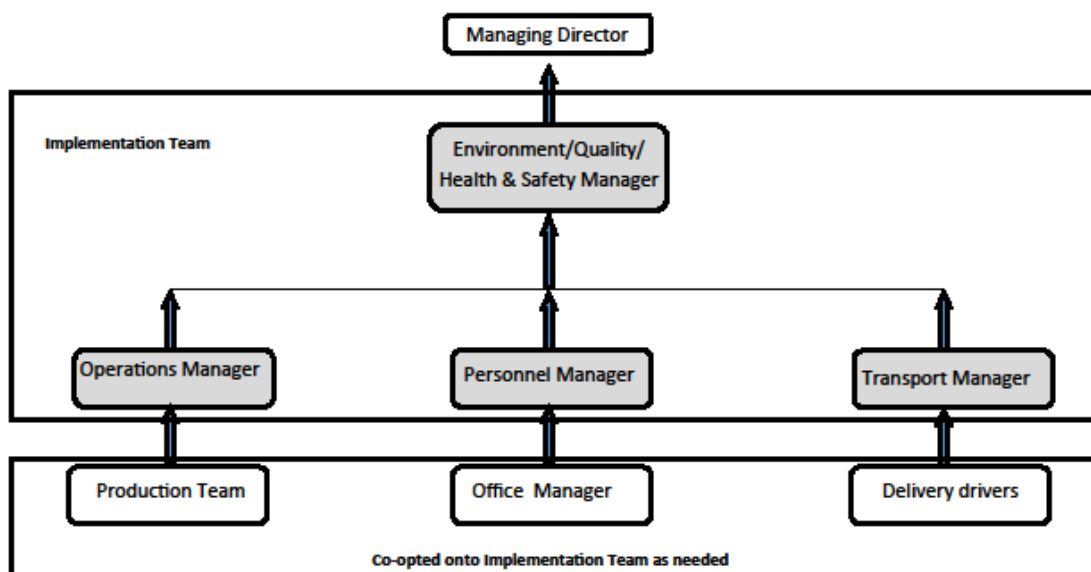 Managing Director
Implementation Team
Environment/Quality/
Health & Safety Manager
Operations Manager
Personnel Manager
Transport Manager
Production Team
Office Manager
Delivery drivers
Co-opted onto Implementation Team as needed